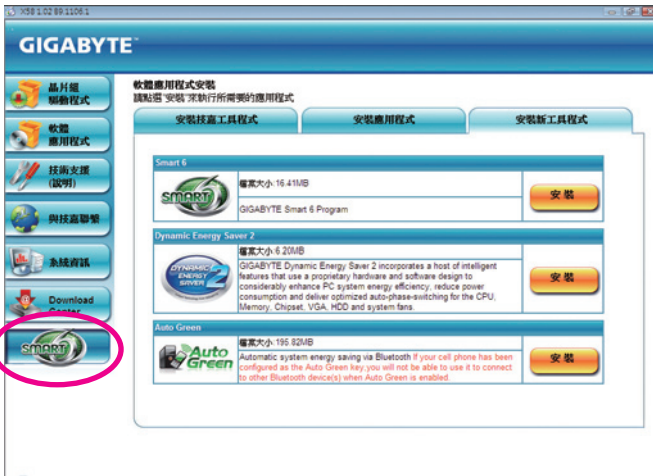 X58 1.02 B9.1106.1
GIGABYTE™
晶片組
驅動程式
軟體
應用程式
技術支援
(說明)
與技嘉聯繫
系統資訊
Download
Center
SMART
軟體應用程式安裝
請點選"安裝"來執行所需要的應用程式
安裝技嘉工具程式
安裝應用程式
安裝新工具程式
Smart 6
SMART
檔案大小:16.41MB
GIGABYTE Smart 6 Program
安裝
Dynamic Energy Saver 2
DYNAMIC
ENERGY
SAVER 2
檔案大小:6.20MB
GIGABYTE Dynamic Energy Saver 2 incorporates a host of intelligent
features that use a proprietary hardware and software design to
considerably enhance PC system energy efficiency, reduce power
consumption and deliver optimized auto-phase-switching for the CPU,
Memory, Chipset, VGA, HDD and system fans.
安裝
Auto Green
Auto
Green
檔案大小:195.82MB
Automatic system energy saving via Bluetooth If your cell phone has been
configured as the Auto Green key,you will not be able to use it to connect
to other Bluetooth device(s) when Auto Green is enabled.
安裝